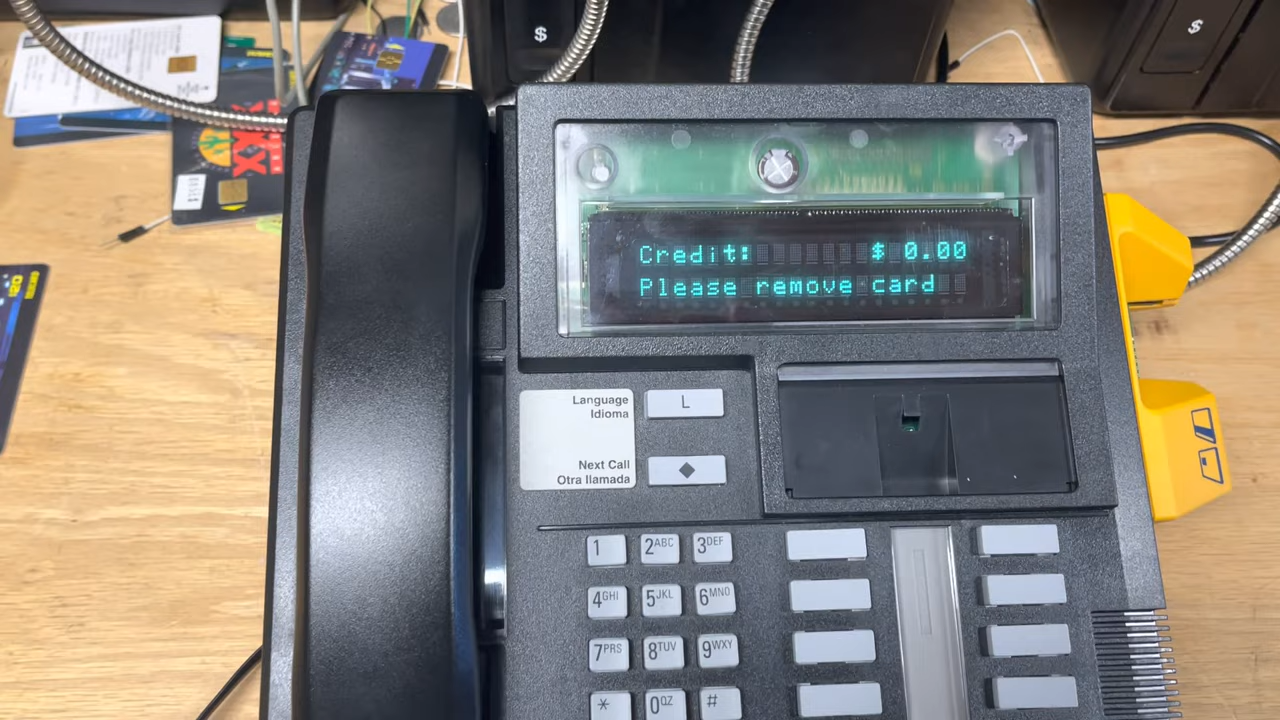 $
$
Credit: $ 0.00
Please remove card
Language
Idioma
L
Next Call
Otra llamada
◆
1 2ABC 3DEF
4GHI 5JKL 6MNO
7PRS 8TUV 9WXY
* 0QZ #